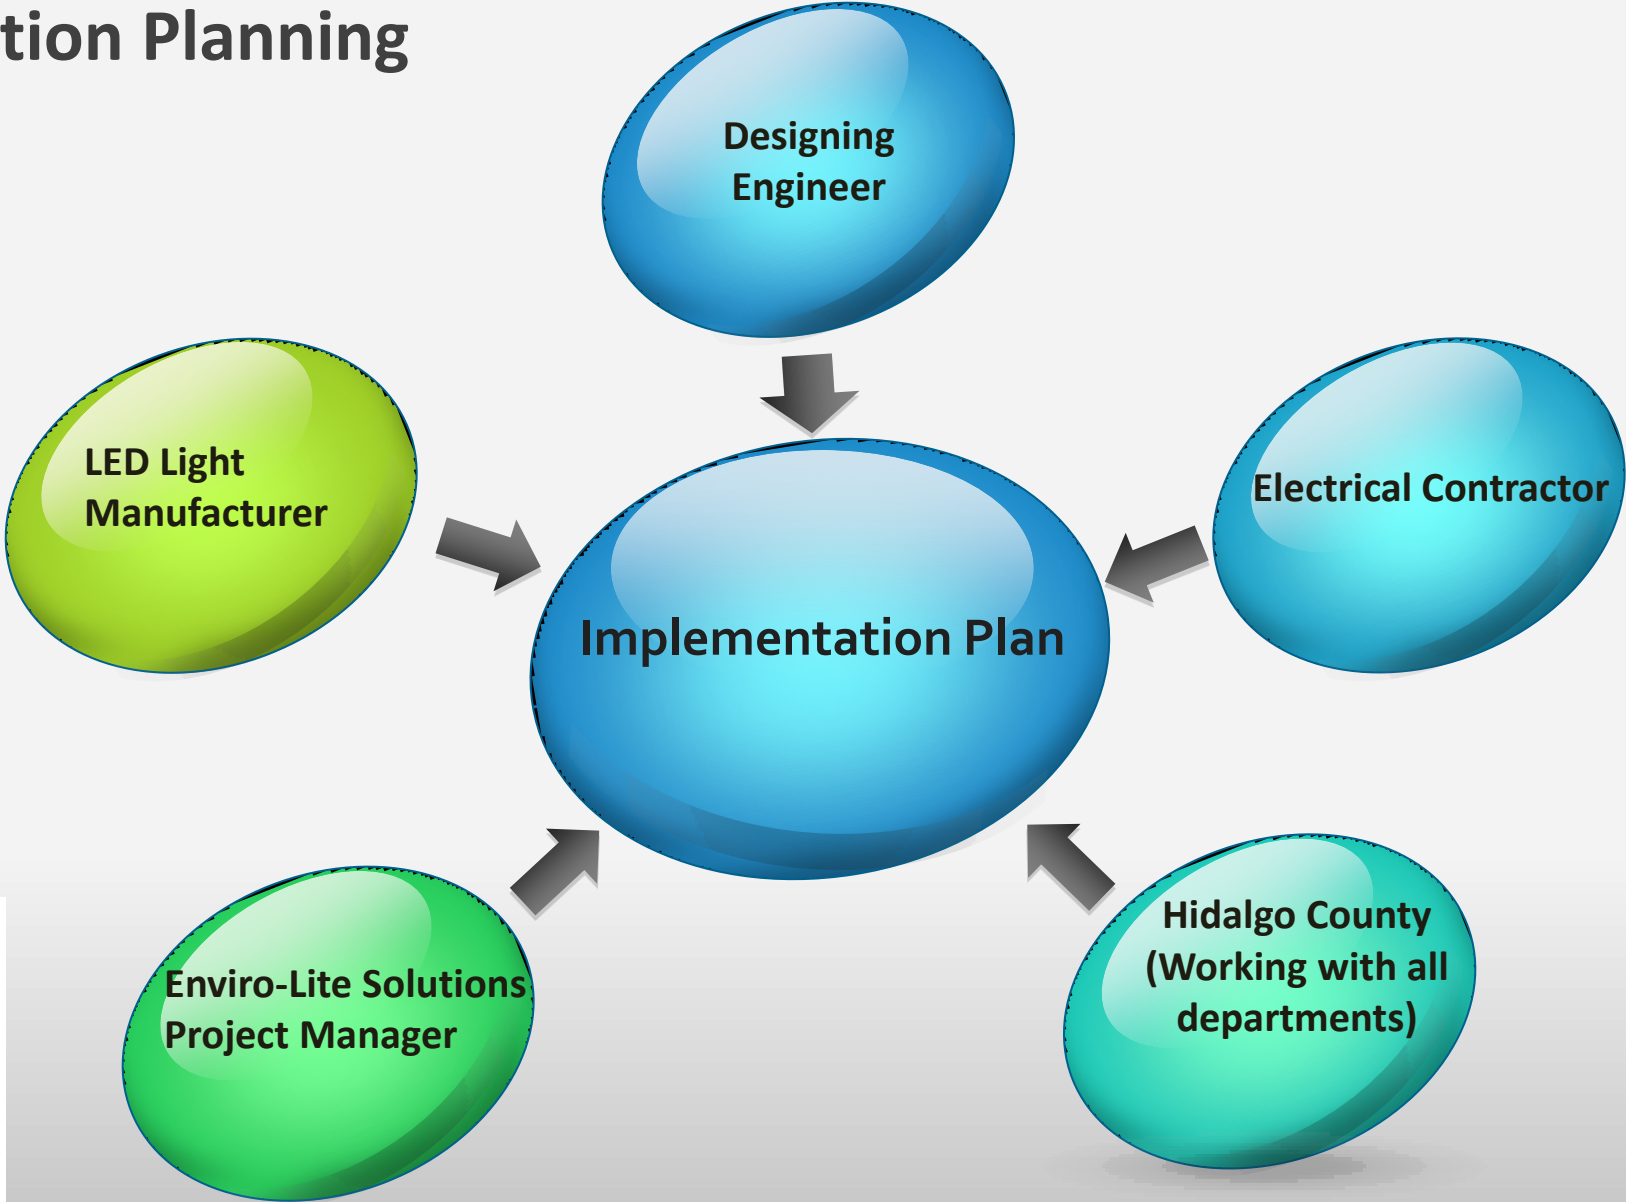 tion Planning
Designing
Engineer
LED Light
Manufacturer
Electrical Contractor
Implementation Plan
Enviro-Lite Solutions
Project Manager
Hidalgo County
(Working with all
departments)